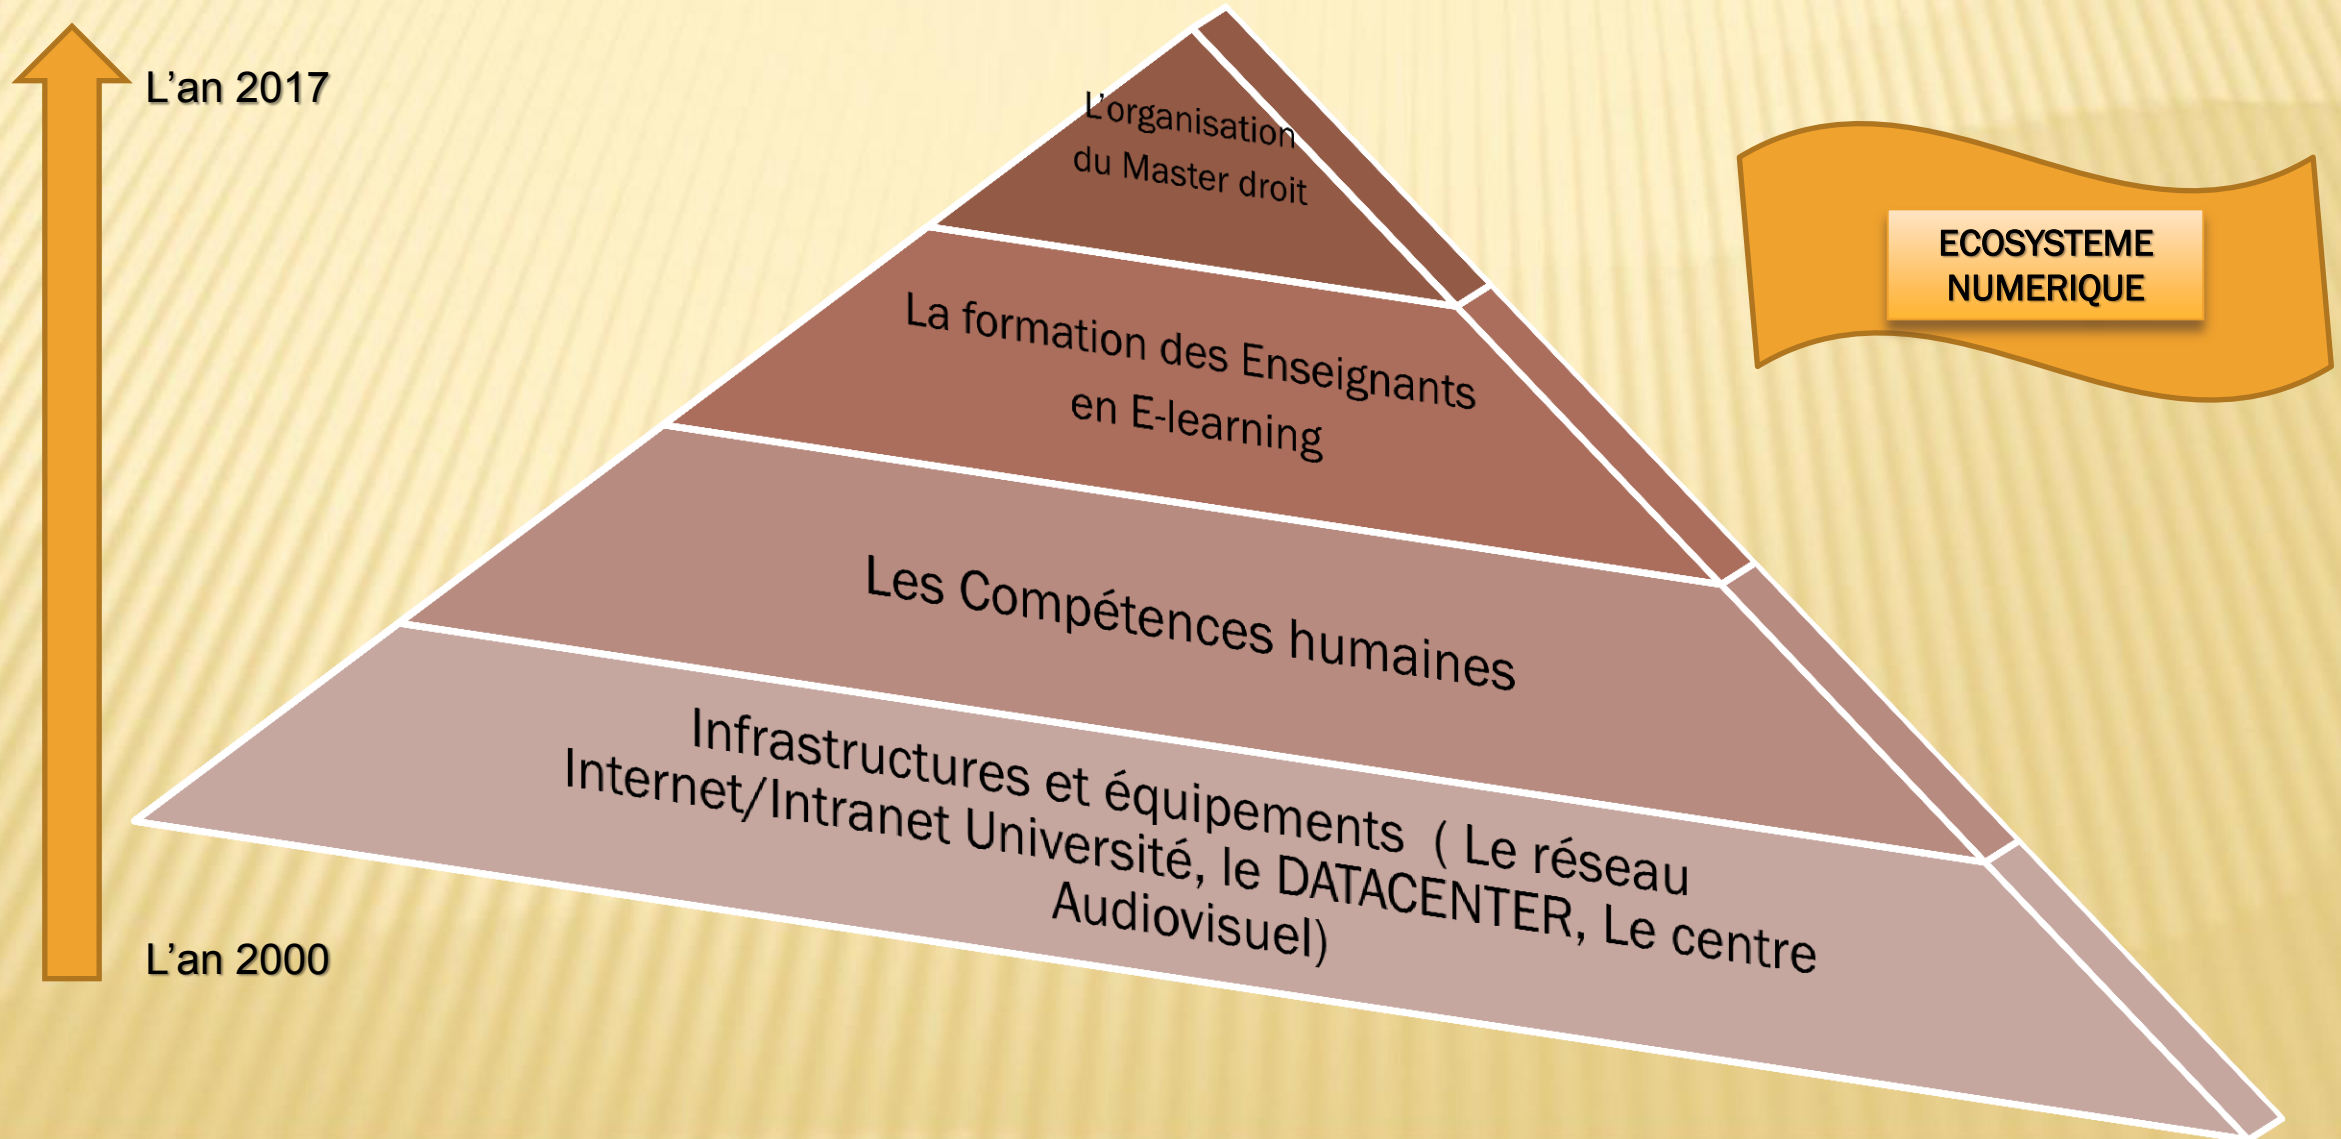 L'an 2017
L'organisation
du Master droit
ECOSYSTEME
NUMERIQUE
La formation des Enseignants
en E-learning
Les Compétences humaines
Infrastructures et équipements ( Le réseau
Internet/Intranet Université, le DATACENTER, Le centre
Audiovisuel)
L'an 2000